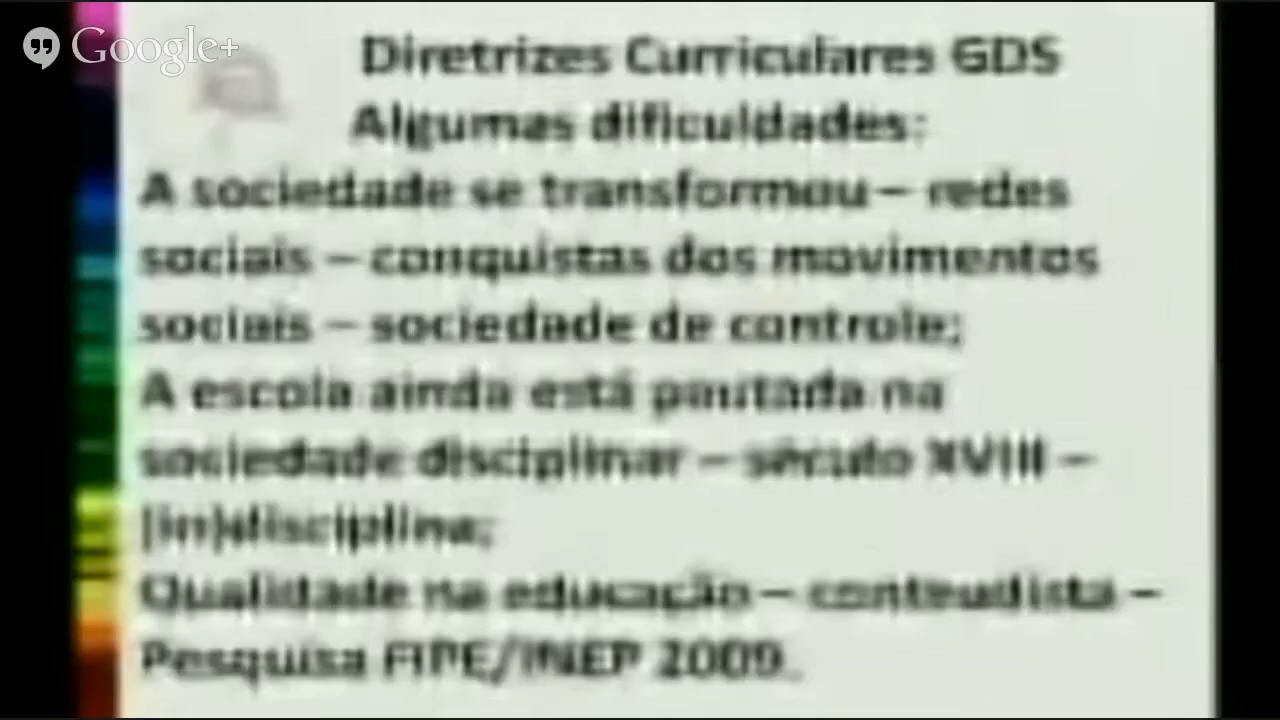 Google+
Diretrizes Curriculares GDS
Algumas dificuldades:
A sociedade se transformou – redes
sociais – conquistas dos movimentos
sociais – sociedade de controle;
A escola ainda está pautada na
sociedade disciplinar – século XVIII –
(in)disciplina;
Qualidade na educação – conteudista –
Pesquisa FIPE/INEP 2009.